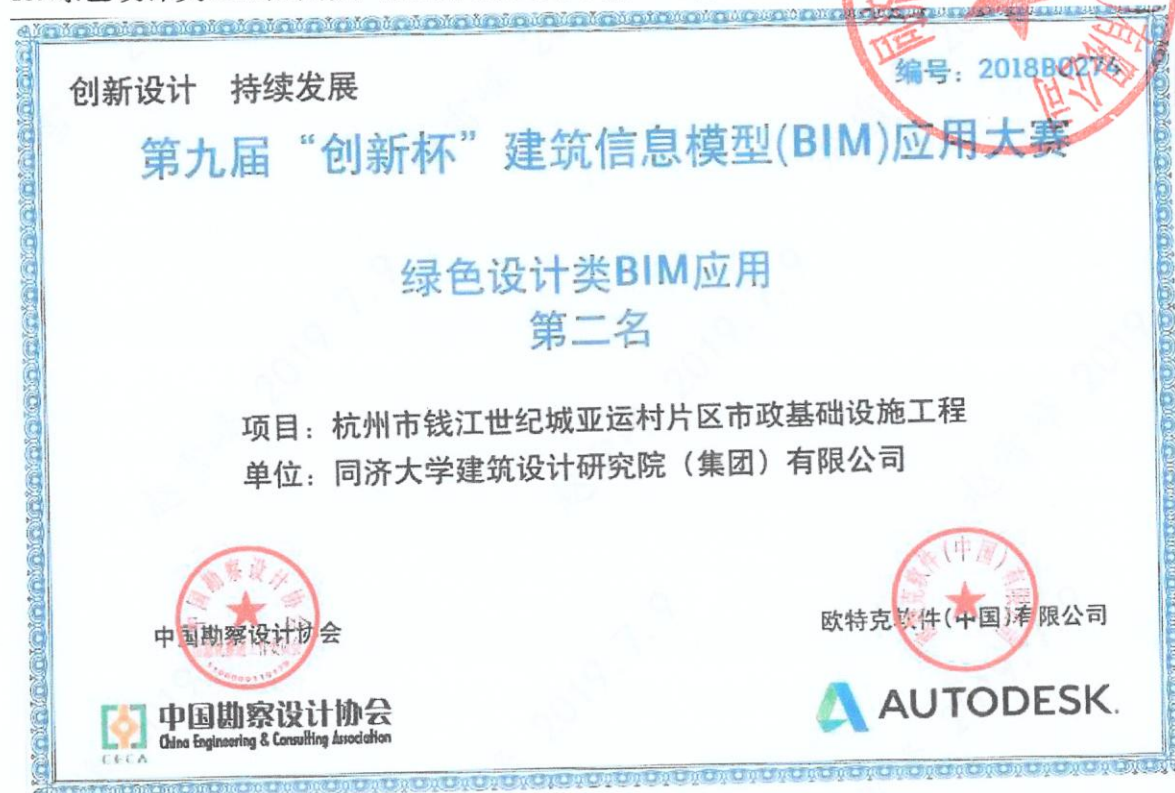 编号：2018B0274
创新设计 持续发展
第九届“创新杯”建筑信息模型(BIM)应用大赛
绿色设计类BIM应用
第二名
项目：杭州市钱江世纪城亚运村片区市政基础设施工程
单位：同济大学建筑设计研究院（集团）有限公司
中国勘察设计协会
欧特克软件(中国)有限公司
中国勘察设计协会
China Engineering & Consulting Association
CECA
AUTODESK.